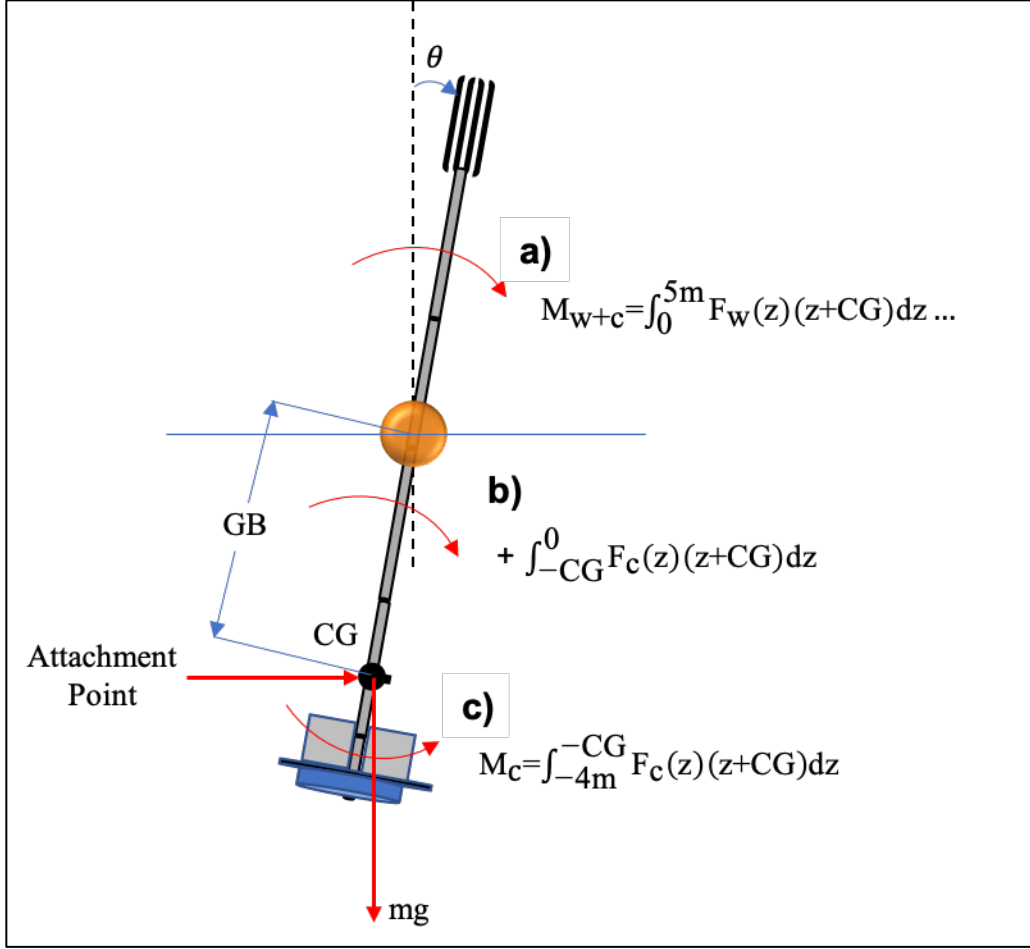 θ
a)
M_{w+c}=∫_0^{5m} F_w(z)(z+CG)dz ...
b)
GB
+ ∫_{-CG}^0 F_c(z)(z+CG)dz
CG
Attachment
Point
c)
M_c=∫_{-4m}^{-CG} F_c(z)(z+CG)dz
mg